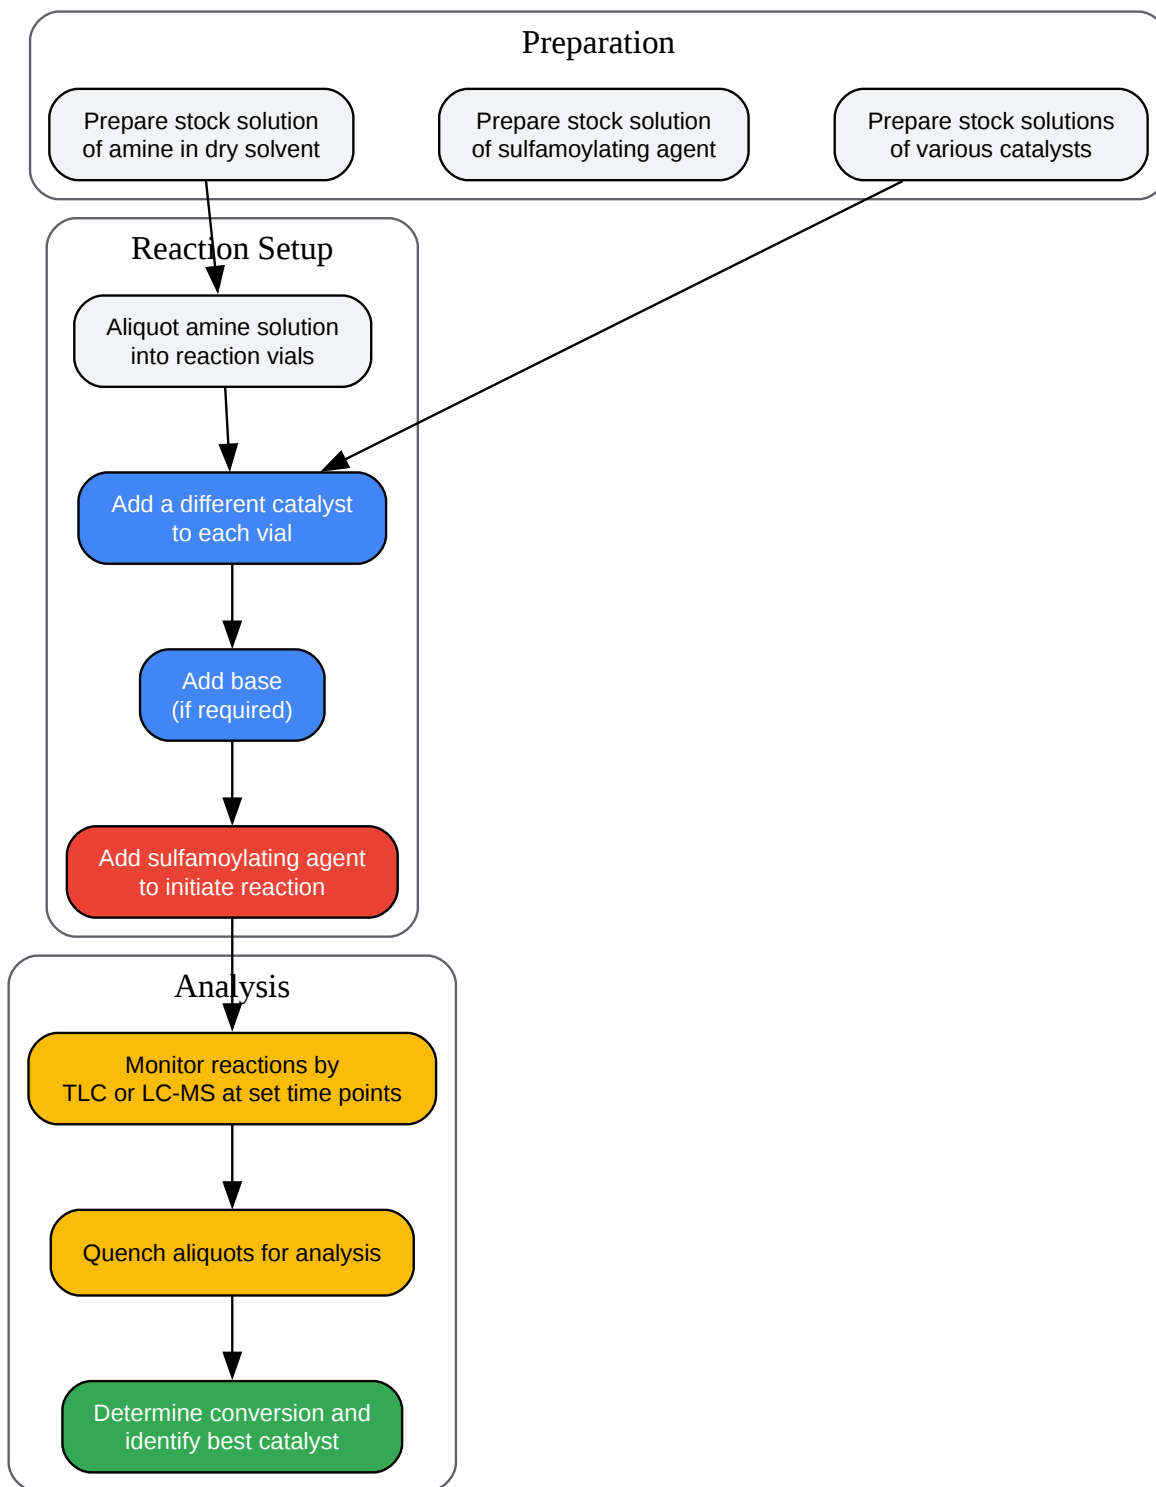 Preparation
Prepare stock solution
of amine in dry solvent
Prepare stock solution
of sulfamoylating agent
Prepare stock solutions
of various catalysts
Reaction Setup
Aliquot amine solution
into reaction vials
Add a different catalyst
to each vial
Add base
(if required)
Add sulfamoylating agent
to initiate reaction
Analysis
Monitor reactions by
TLC or LC-MS at set time points
Quench aliquots for analysis
Determine conversion and
identify best catalyst